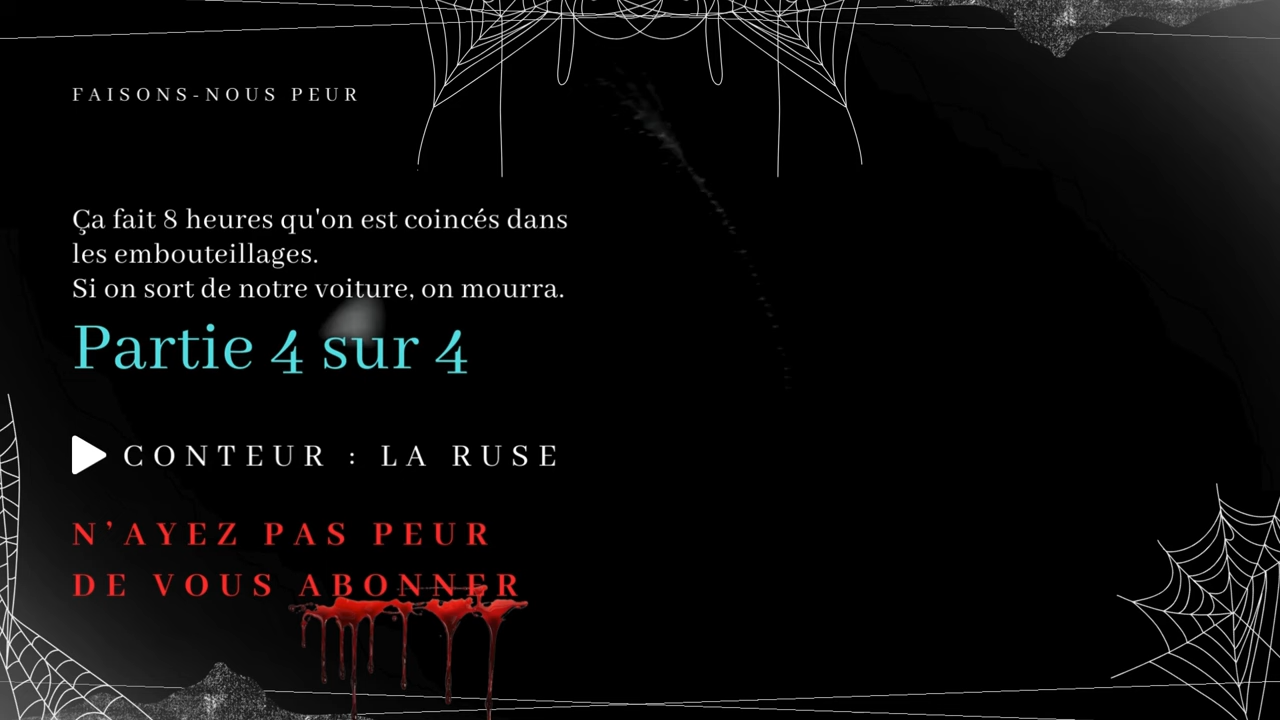 FAISONS-NOUS PEUR
Ça fait 8 heures qu'on est coincés dans
les embouteillages.
Si on sort de notre voiture, on mourra.
Partie 4 sur 4
CONTEUR : LA RUSE
N’AYEZ PAS PEUR
DE VOUS ABONNER